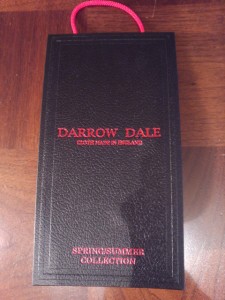 DARROW DALE
CLOTH MADE IN ENGLAND
SPRING/SUMMER
COLLECTION